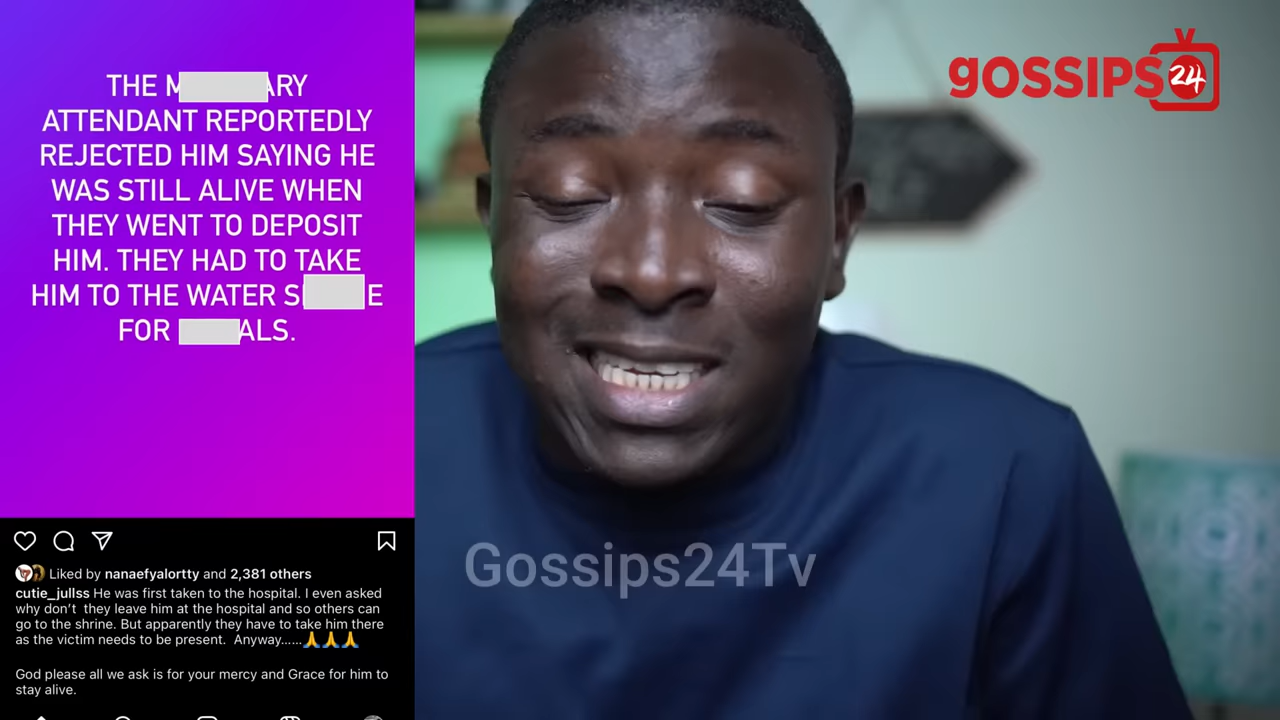 THE M ARY
ATTENDANT REPORTEDLY
REJECTED HIM SAYING HE
WAS STILL ALIVE WHEN
THEY WENT TO DEPOSIT
HIM. THEY HAD TO TAKE
HIM TO THE WATER S E
FOR ALS.
Liked by nanaefyalortty and 2,381 others
cutie_jullss He was first taken to the hospital. I even asked
why don't they leave him at the hospital and so others can
go to the shrine. But apparently they have to take him there
as the victim needs to be present. Anyway......🙏🙏🙏
God please all we ask is for your mercy and Grace for him to
stay alive.
gOSSIPS24
Gossips24Tv